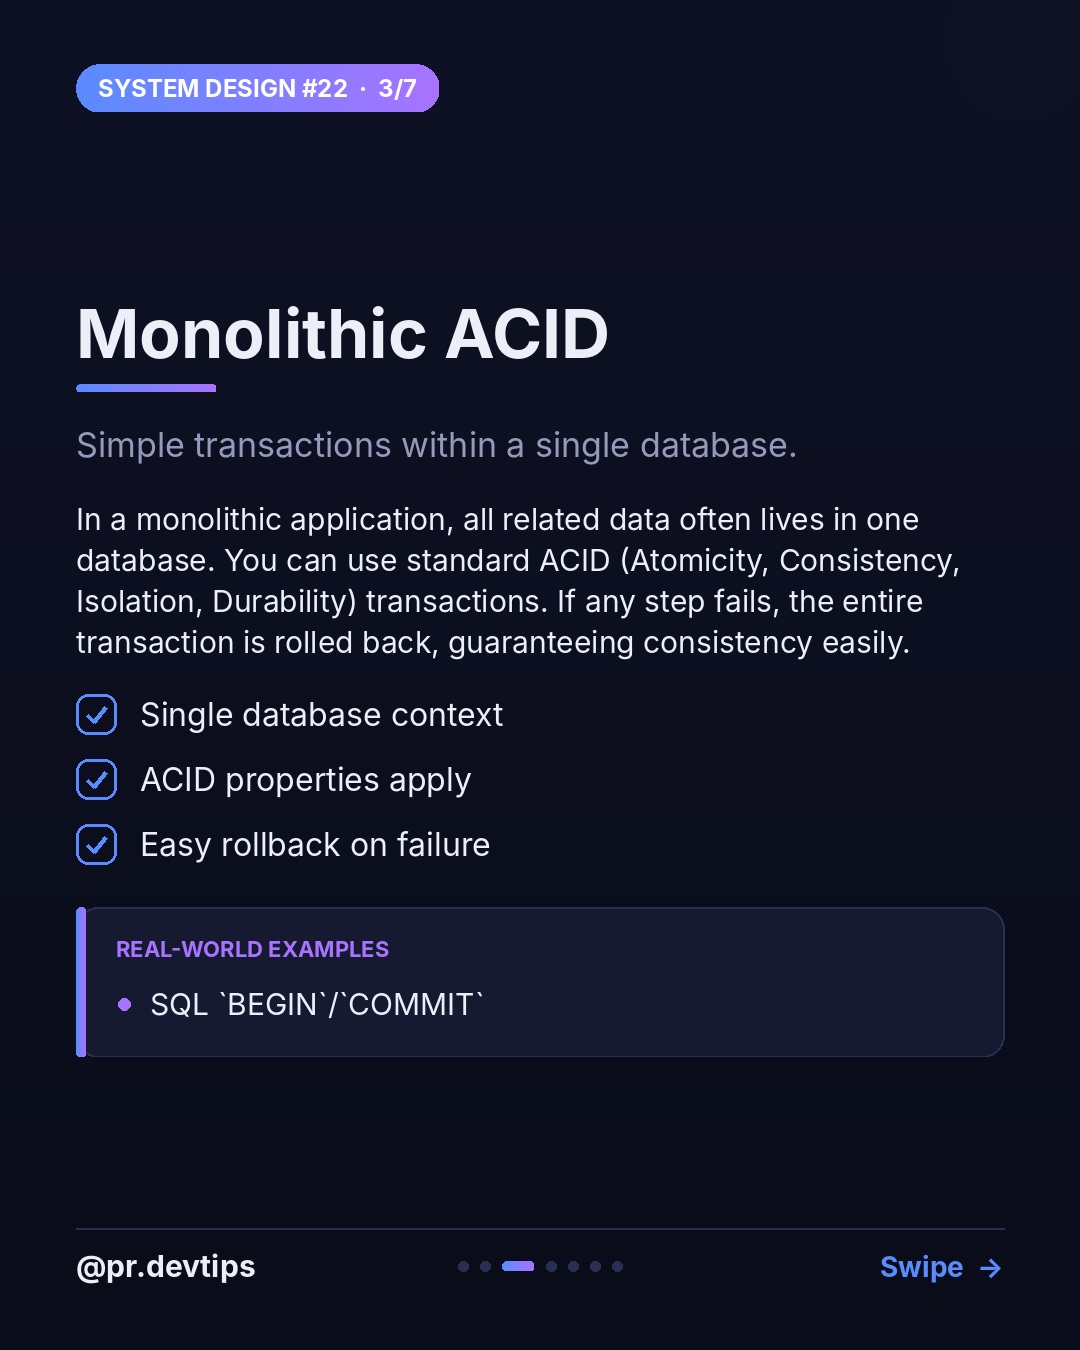 SYSTEM DESIGN #22 · 3/7
Monolithic ACID
Simple transactions within a single database.
In a monolithic application, all related data often lives in one
database. You can use standard ACID (Atomicity, Consistency,
Isolation, Durability) transactions. If any step fails, the entire
transaction is rolled back, guaranteeing consistency easily.
Single database context
ACID properties apply
Easy rollback on failure
REAL-WORLD EXAMPLES
SQL `BEGIN`/`COMMIT`
@pr.devtips
Swipe →